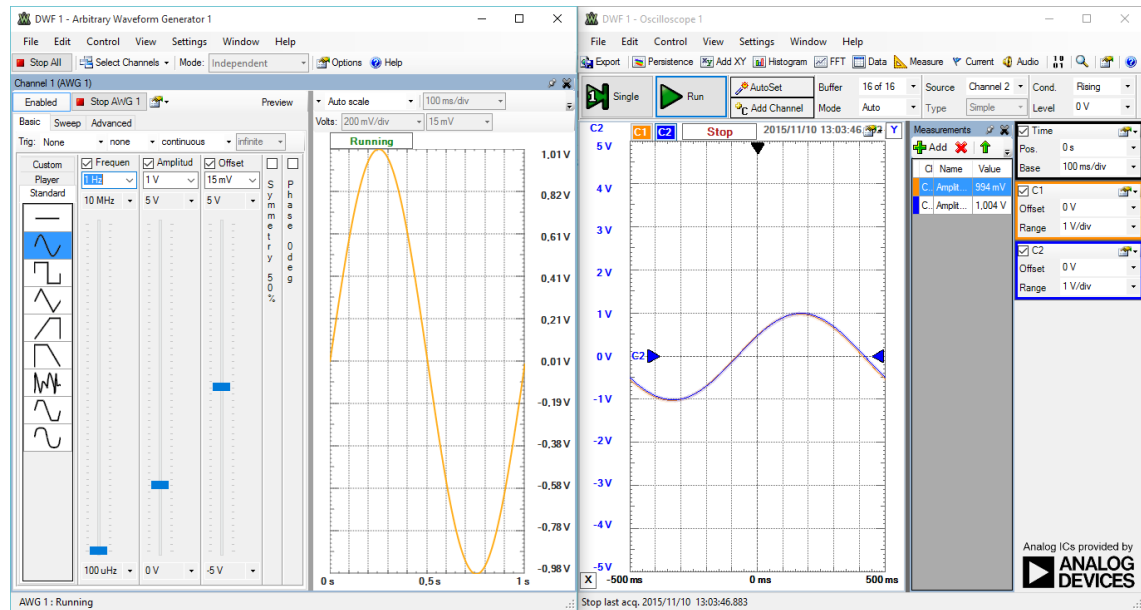 DWF 1 - Arbitrary Waveform Generator 1
File Edit Control View Settings Window Help
Stop All Select Channels Mode: Independent Options Help
Channel 1 (AWG 1)
Enabled Stop AWG 1 Preview
Basic Sweep Advanced
Trig: None none continuous infinite
Custom
Player
Standard
Frequen Amplitud Offset
1 Hz 1 V 15 mV
10 MHz 5 V 5 V
Symmetry 50%
Phase 0 deg
100 uHz 0 V -5 V
Auto scale 100 ms/div
Volts: 200 mV/div 15 mV
Running
1,01 V
0,82 V
0,61 V
0,41 V
0,21 V
0,01 V
-0,19 V
-0,38 V
-0,58 V
-0,78 V
-0,98 V
0 s 0,5 s 1 s
AWG 1 : Running
DWF 1 - Oscilloscope 1
File Edit Control View Settings Window Help
Export Persistence Add XY Histogram FFT Data Measure Current Audio
Single Run AutoSet Buffer 16 of 16 Source Channel 2 Cond. Rising
Add Channel Mode Auto Type Simple Level 0 V
C2 C1 C2 Stop 2015/11/10 13:03:46 Y
5 V
4 V
3 V
2 V
1 V
0 V C2
-1 V
-2 V
-3 V
-4 V
-5 V
X -500 ms 0 ms 500 ms
Measurements
Add
Name Value
C.. Amplit... 994 mV
C.. Amplit... 1,004 V
Time
Pos. 0 s
Base 100 ms/div
C1
Offset 0 V
Range 1 V/div
C2
Offset 0 V
Range 1 V/div
Analog ICs provided by
ANALOG
DEVICES
Stop last acq. 2015/11/10 13:03:46.883